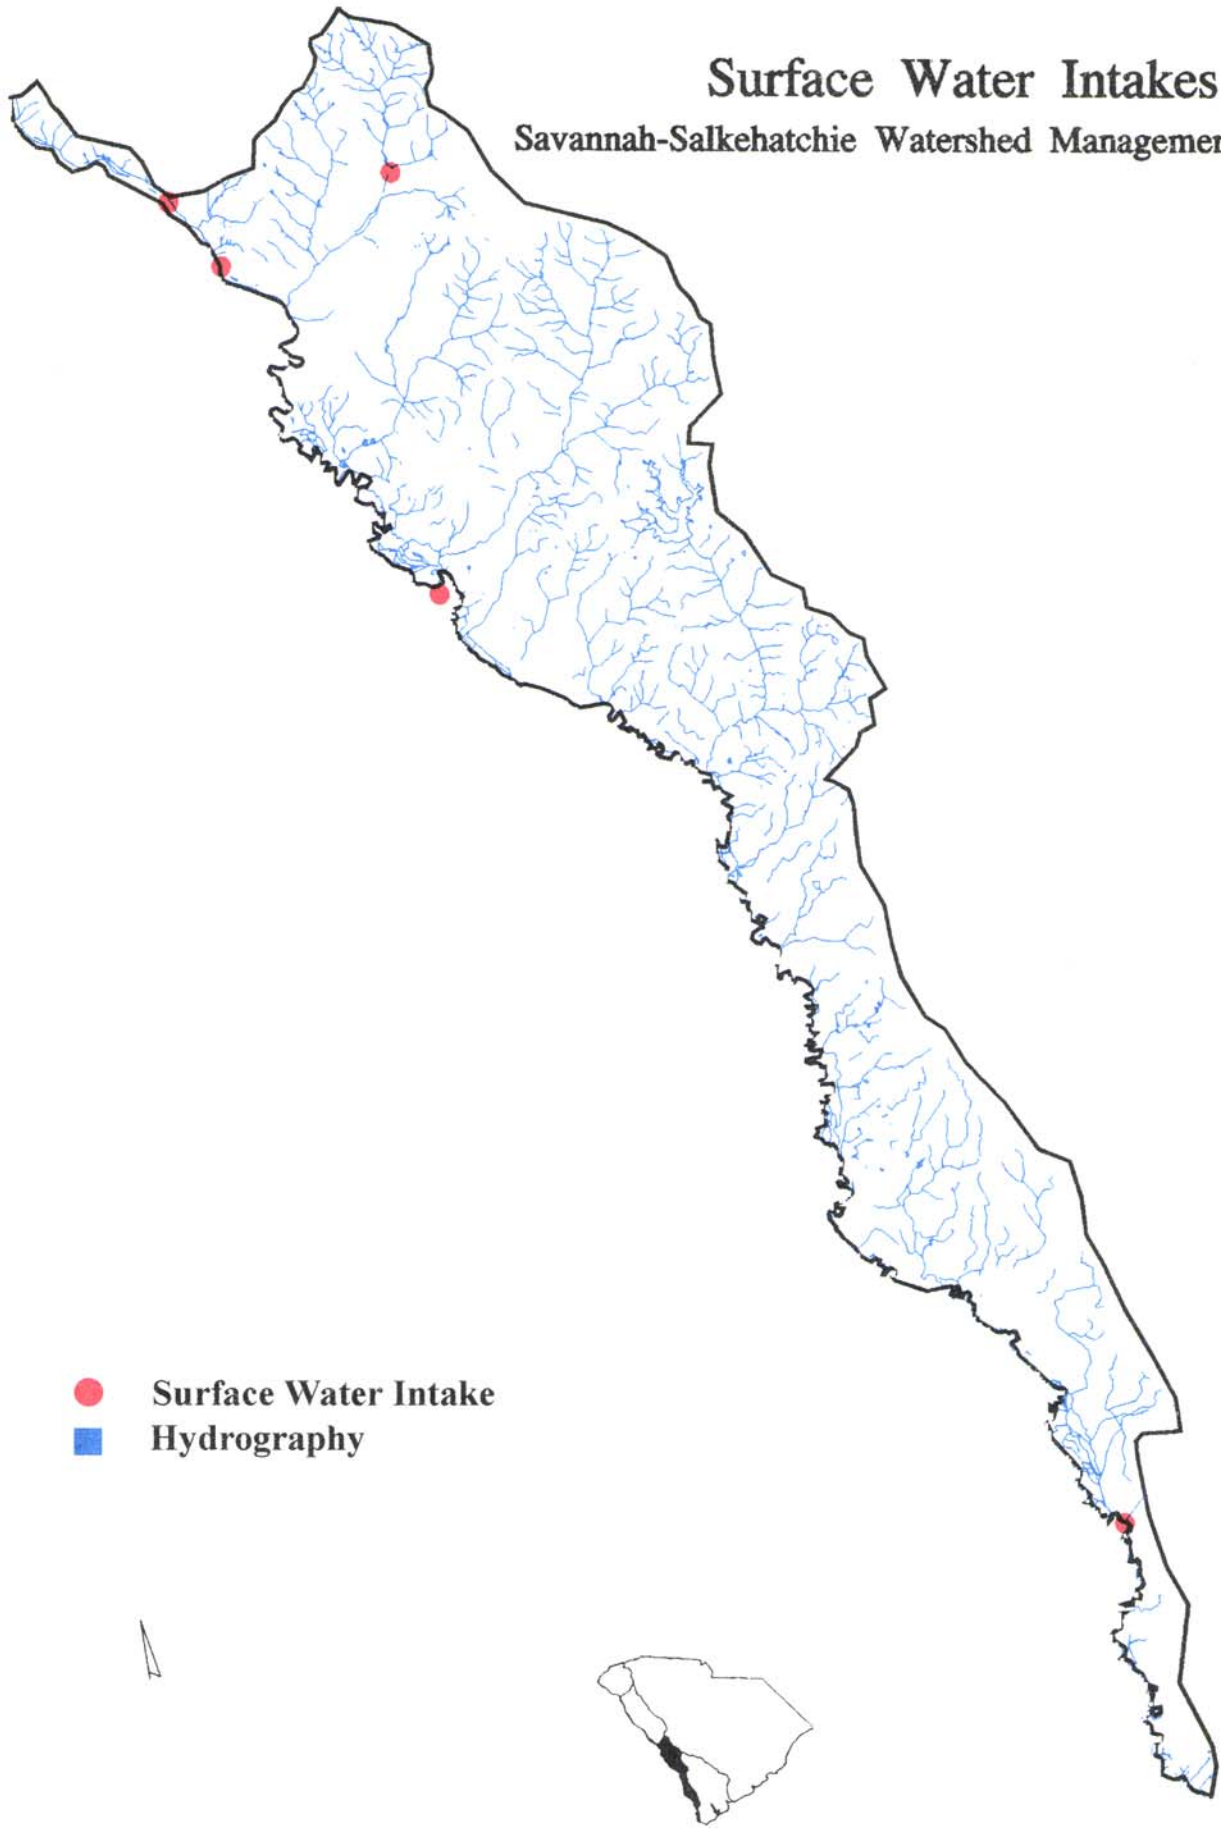 Surface Water Intakes
Savannah-Salkehatchie Watershed Managemen
Surface Water Intake
Hydrography